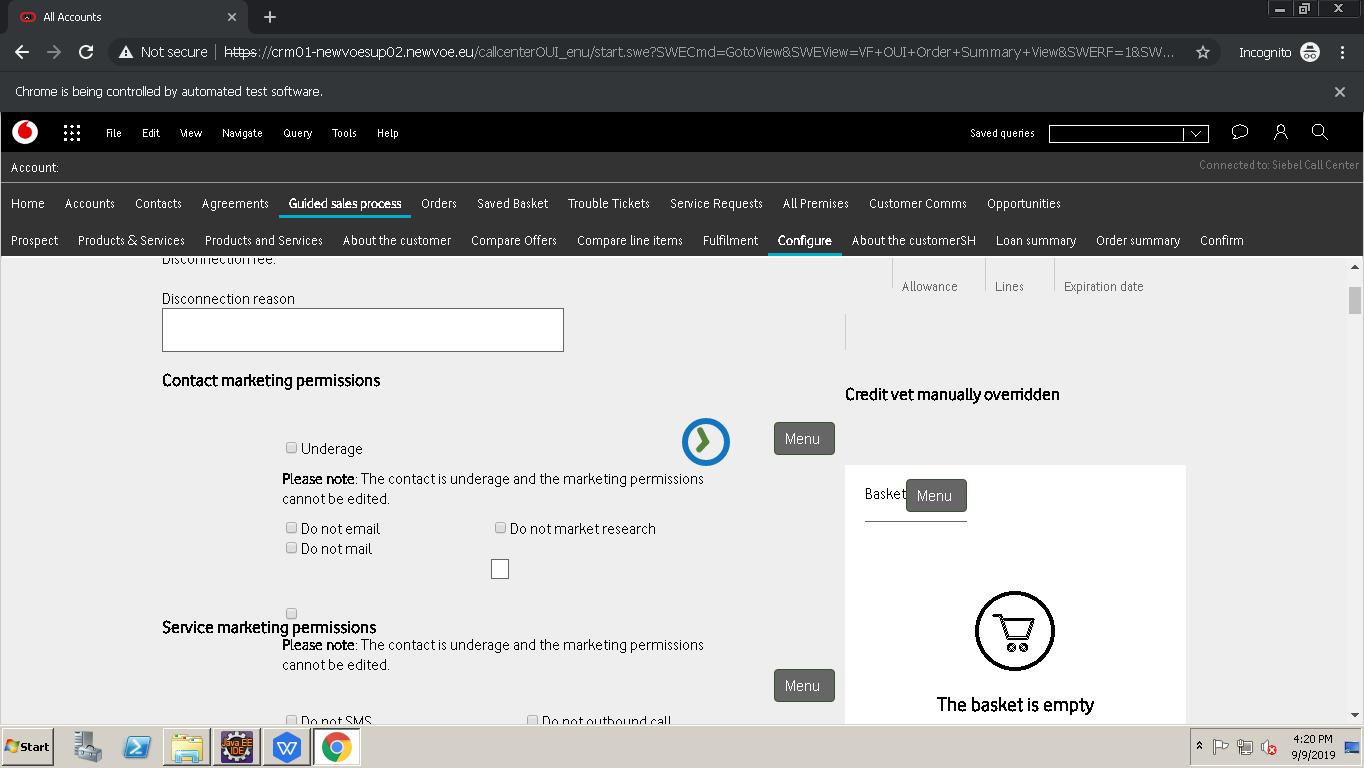 All Accounts
Not secure https://crm01-newvoesup02.newvoe.eu/callcenterOUI_enu/start.swe?SWECmd=GotoView&SWEView=VF+OUI+Order+Summary+View&SWERF=1&SW... Incognito
Chrome is being controlled by automated test software.
File Edit View Navigate Query Tools Help Saved queries
Account: Connected to: Siebel Call Center
Home Accounts Contacts Agreements Guided sales process Orders Saved Basket Trouble Tickets Service Requests All Premises Customer Comms Opportunities
Prospect Products & Services Products and Services About the customer Compare Offers Compare line items Fulfilment Configure About the customerSH Loan summary Order summary Confirm
Disconnection fee:
Allowance Lines Expiration date
Disconnection reason
Contact marketing permissions
Credit vet manually overridden
Menu
Underage
Please note: The contact is underage and the marketing permissions
cannot be edited.
Basket Menu
Do not email Do not market research
Do not mail
Service marketing permissions
Please note: The contact is underage and the marketing permissions
cannot be edited.
Menu
The basket is empty
Do not SMS Do not outbound call
Start Java EE IDE W 4:20 PM
9/9/2019